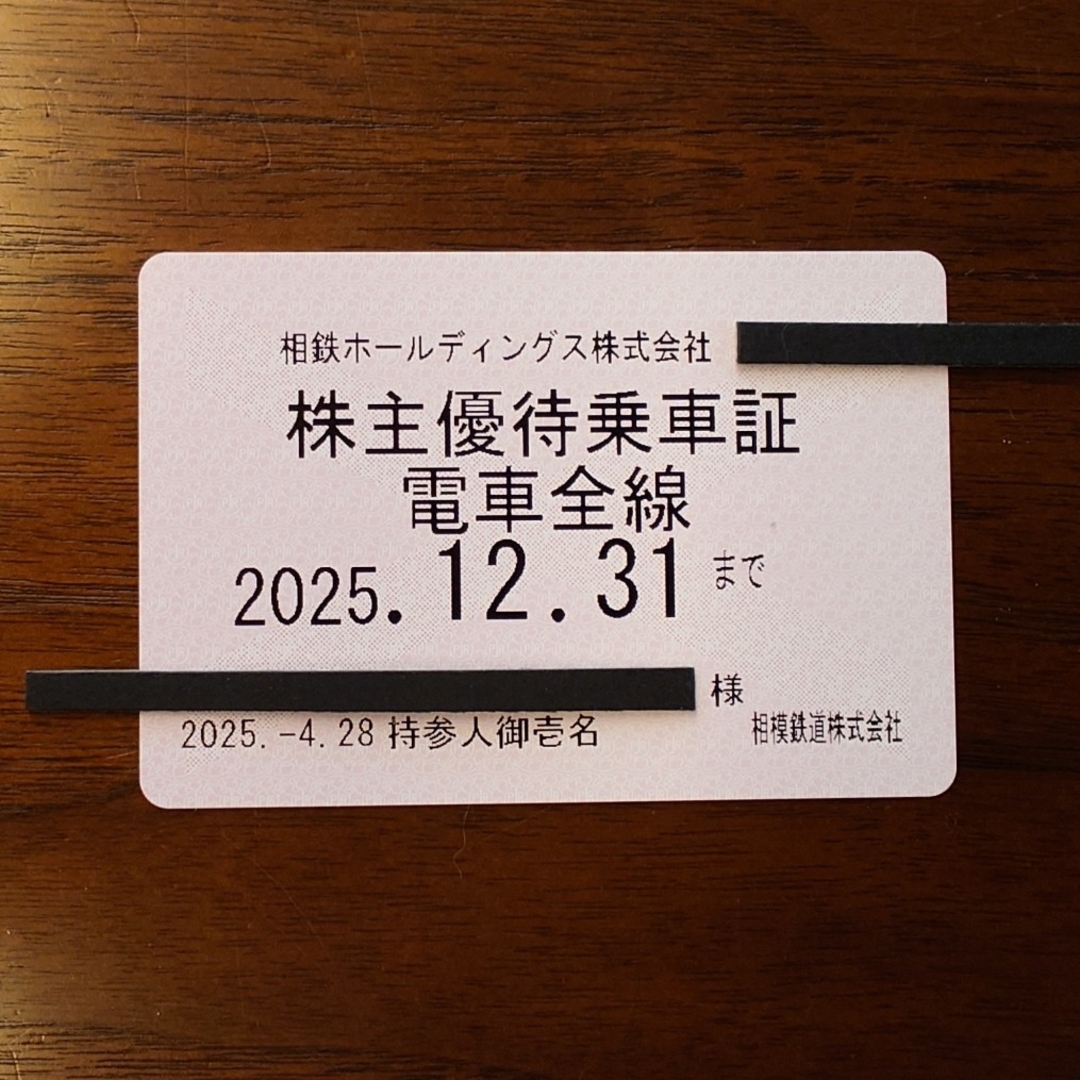 相鉄ホールディングス株式会社
株主優待乗車証
電車全線
2025.12.31 まで
様
2025.-4.28 持参人御壱名
相模鉄道株式会社